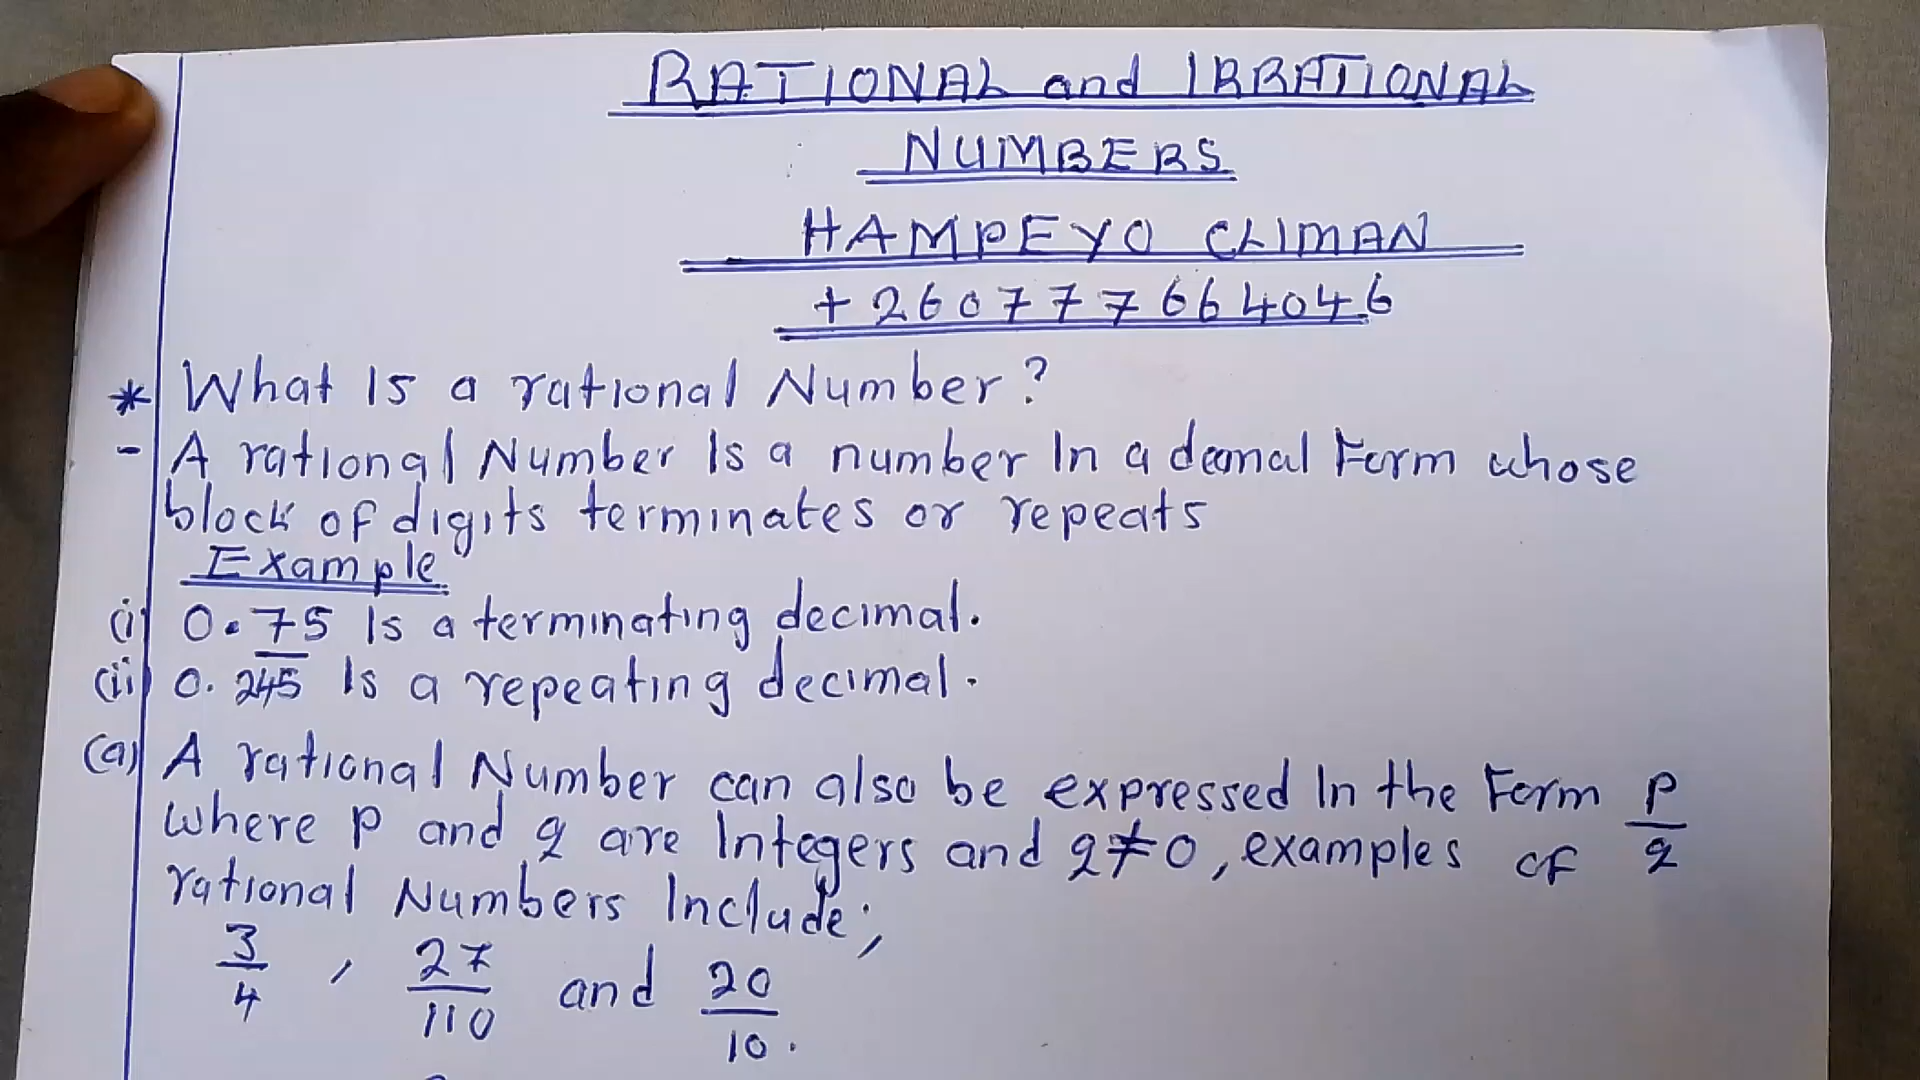 RATIONAL and IRRATIONAL
NUMBERS
HAMPEYO CLIMAN
+260777664046
* What Is a rational Number?
- A rational Number Is a number In a decimal Form whose
block of digits terminates or repeats
Example
(i) 0.75 Is a terminating decimal.
(ii) 0.2̅4̅5̅ Is a repeating decimal.
(a) A rational Number can also be expressed In the Form p/q
where p and q are Integers and q≠0, examples of
rational Numbers Include;
3/4, 27/110 and 20/10.